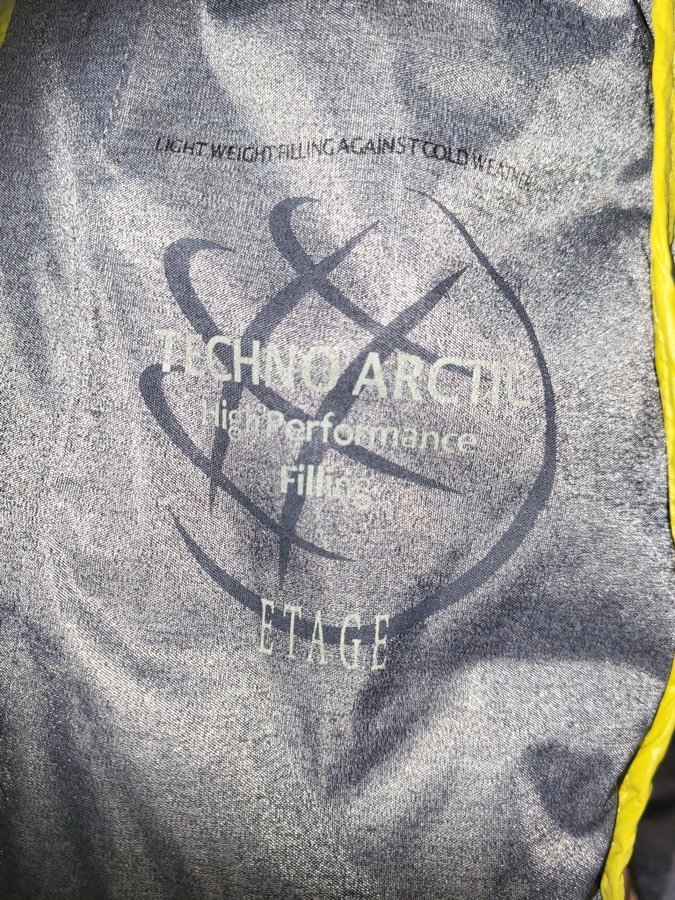 LIGHT WEIGHT FILLING AGAINST COLD WEATHER
TECHNO ARCTIC
High Performance
Filling
ETAGE